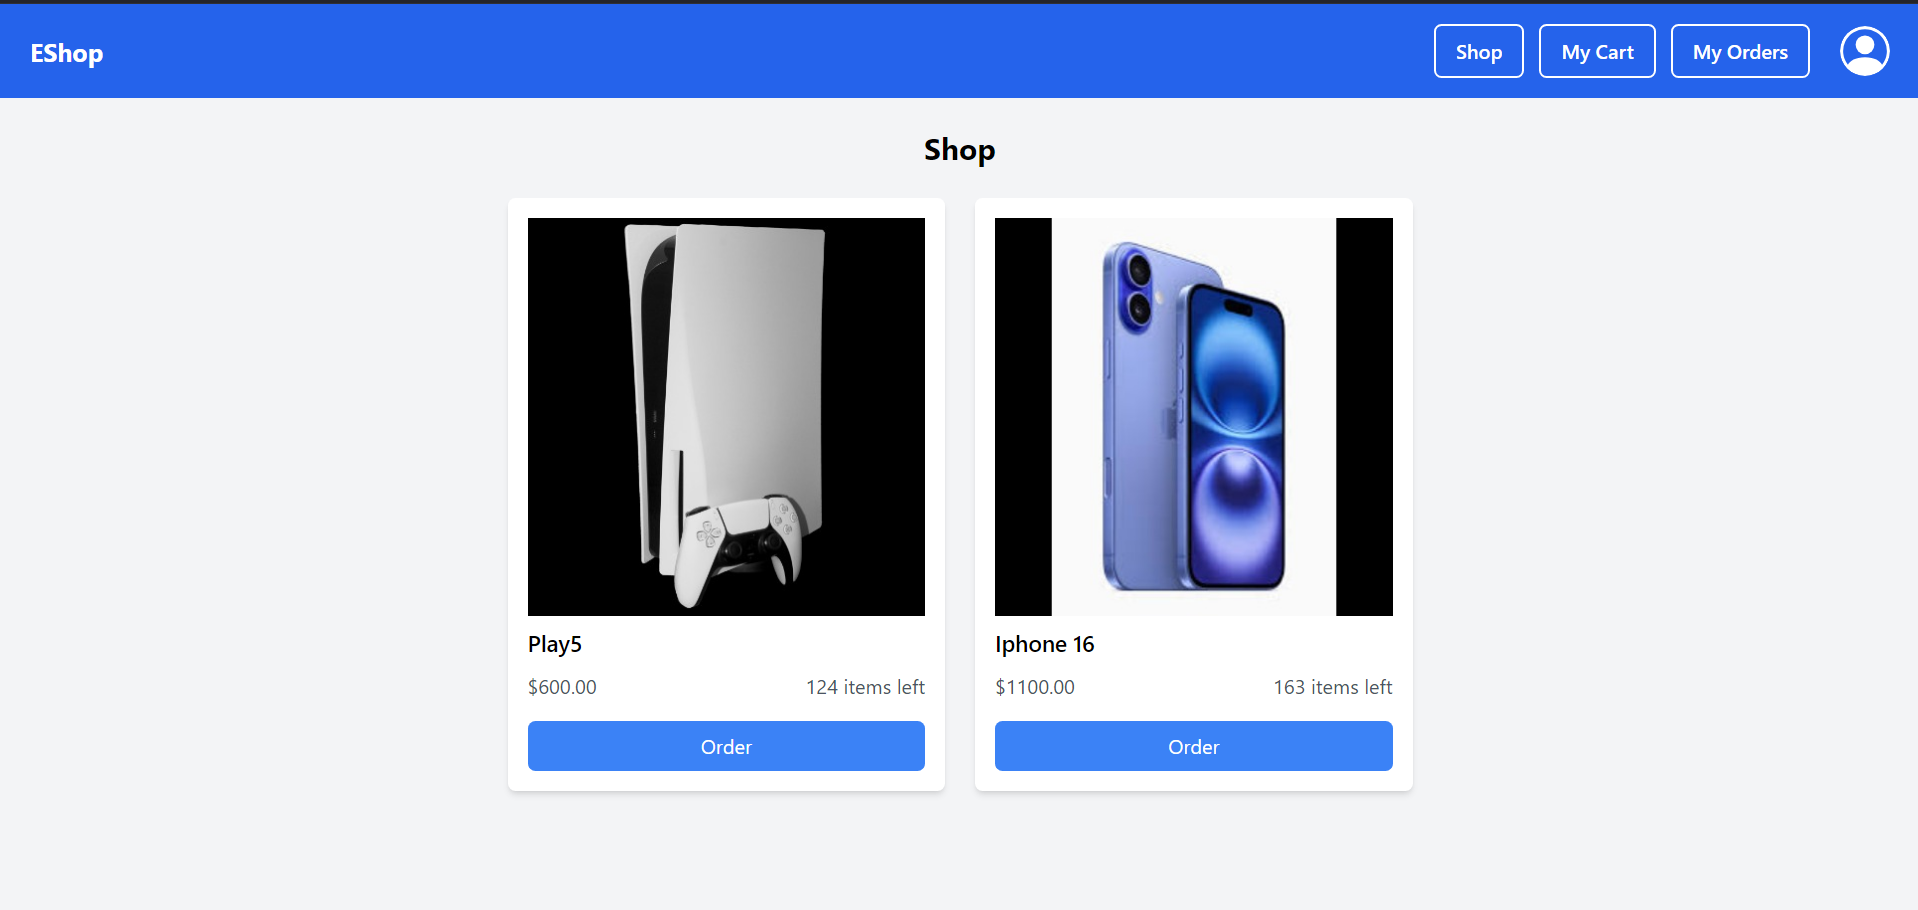 EShop
Shop
My Cart
My Orders
Shop
Play5
$600.00
124 items left
Order
Iphone 16
$1100.00
163 items left
Order